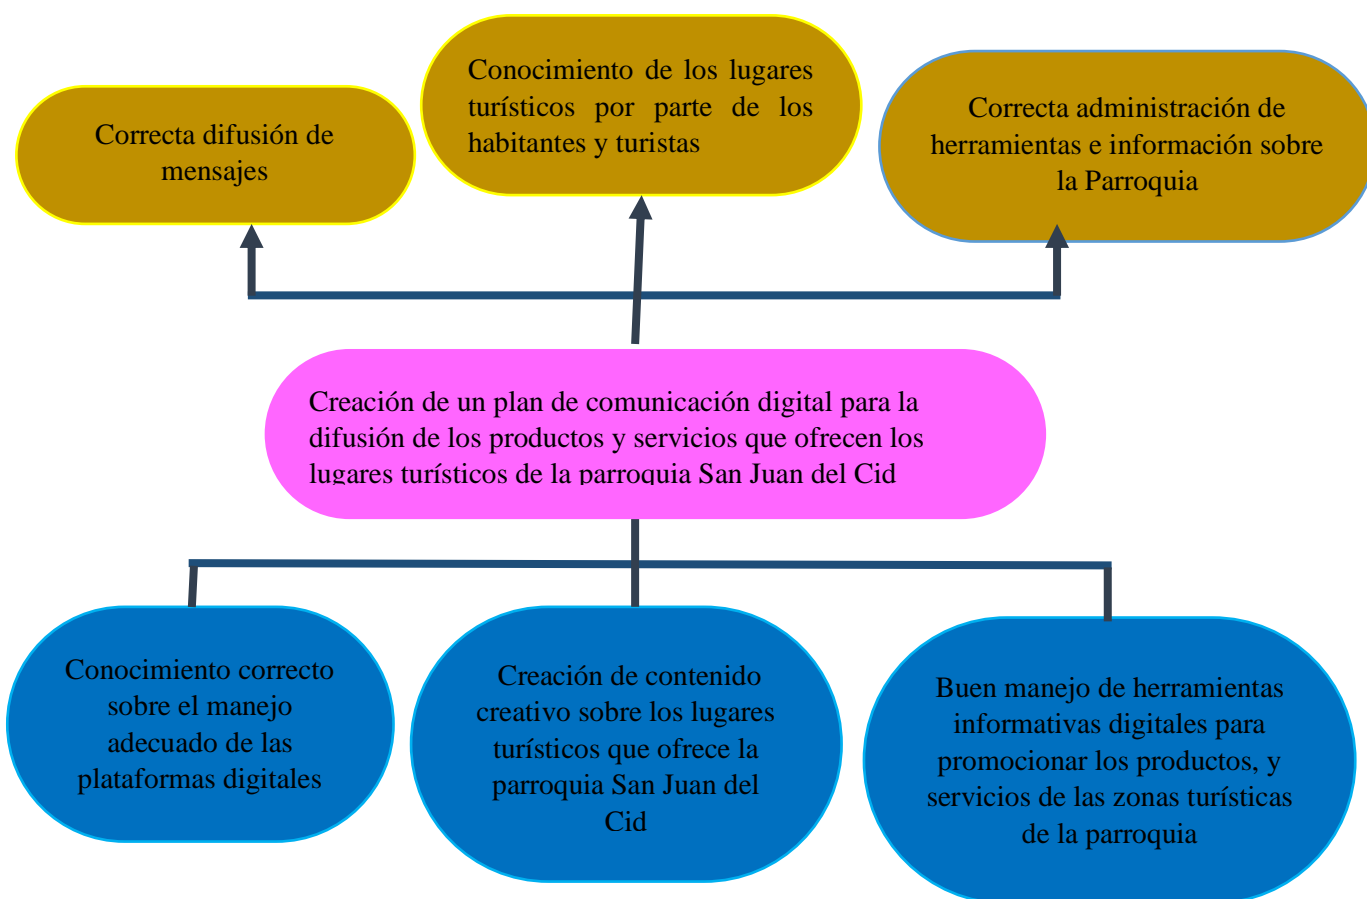 Correcta difusión de
mensajes
Conocimiento de los lugares
turísticos por parte de los
habitantes y turistas
Correcta administración de
herramientas e información sobre
la Parroquia
Creación de un plan de comunicación digital para la
difusión de los productos y servicios que ofrecen los
lugares turísticos de la parroquia San Juan del Cid
Conocimiento correcto
sobre el manejo
adecuado de las
plataformas digitales
Creación de contenido
creativo sobre los lugares
turísticos que ofrece la
parroquia San Juan del
Cid
Buen manejo de herramientas
informativas digitales para
promocionar los productos, y
servicios de las zonas turísticas
de la parroquia